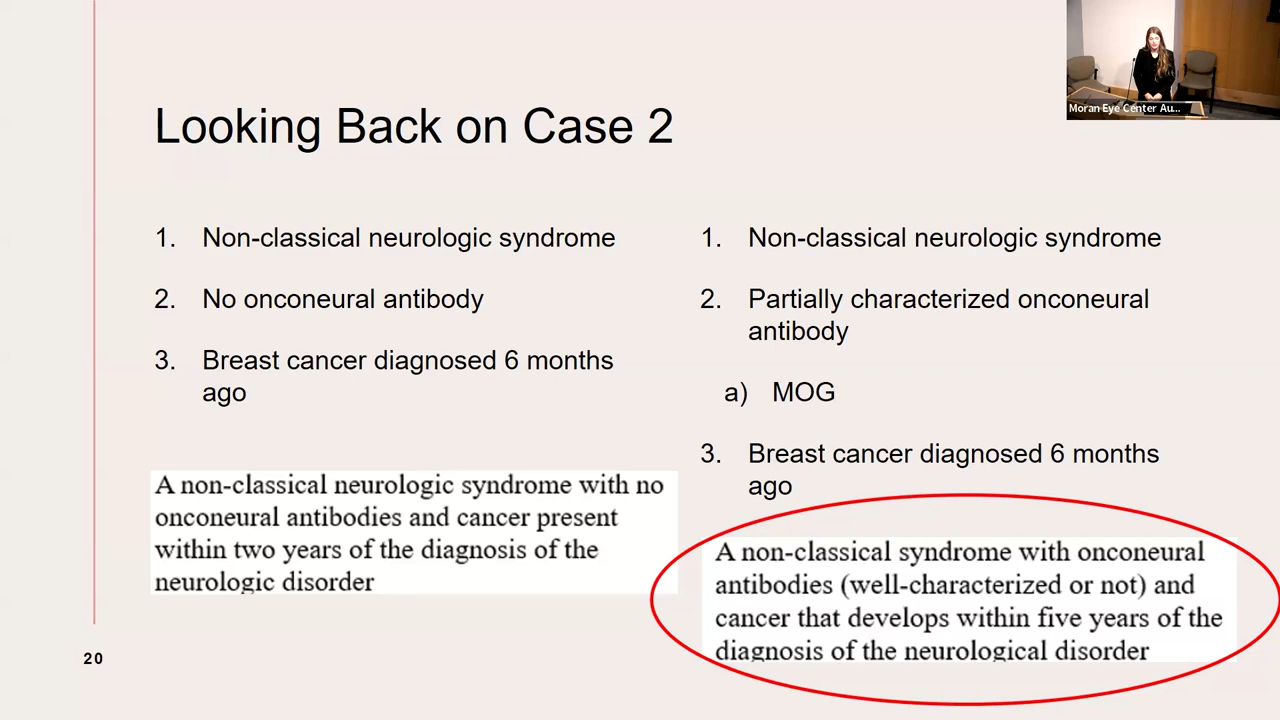 Moran Eye Center Au...
Looking Back on Case 2
1. Non-classical neurologic syndrome
2. No onconeural antibody
3. Breast cancer diagnosed 6 months
ago
A non-classical neurologic syndrome with no
onconeural antibodies and cancer present
within two years of the diagnosis of the
neurologic disorder
1. Non-classical neurologic syndrome
2. Partially characterized onconeural
antibody
a) MOG
3. Breast cancer diagnosed 6 months
ago
A non-classical syndrome with onconeural
antibodies (well-characterized or not) and
cancer that develops within five years of the
diagnosis of the neurological disorder
20